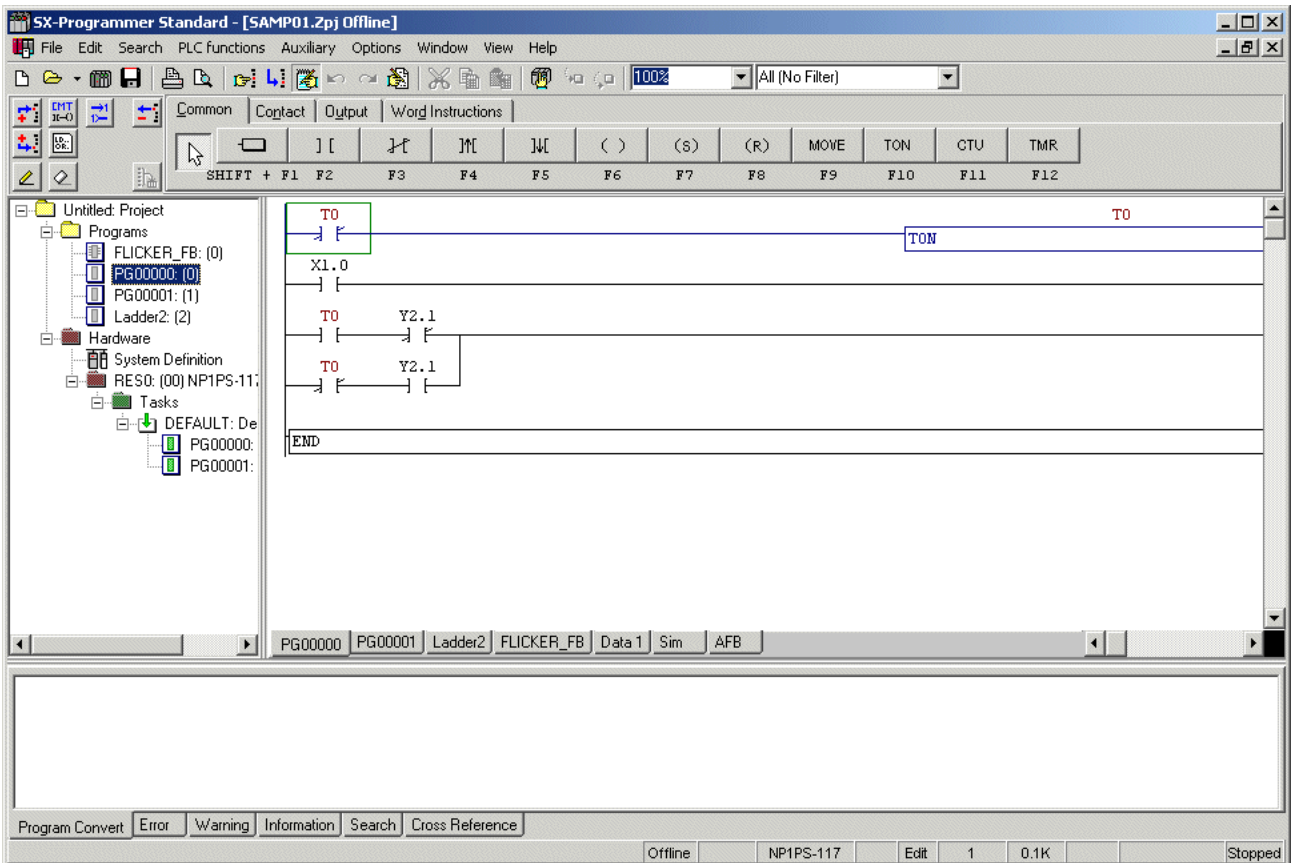 SX-Programmer Standard - [SAMP01.Zpj Offline]
File Edit Search PLC functions Auxiliary Options Window View Help
100% All (No Filter)
CMT
Common Contact Output Word Instructions
( ) (S) (R) MOVE TON CTU TMR
SHIFT + F1 F2 F3 F4 F5 F6 F7 F8 F9 F10 F11 F12
Untitled: Project
Programs
FLICKER_FB: (0)
PG00000: (0)
PG00001: (1)
Ladder2: (2)
Hardware
System Definition
RES0: (00) NP1PS-117
Tasks
DEFAULT: De
PG00000:
PG00001:
T0 T0
TON
X1.0
T0 Y2.1
T0 Y2.1
END
PG00000 PG00001 Ladder2 FLICKER_FB Data 1 Sim AFB
Program Convert Error Warning Information Search Cross Reference
Offline NP1PS-117 Edit 1 0.1K Stopped